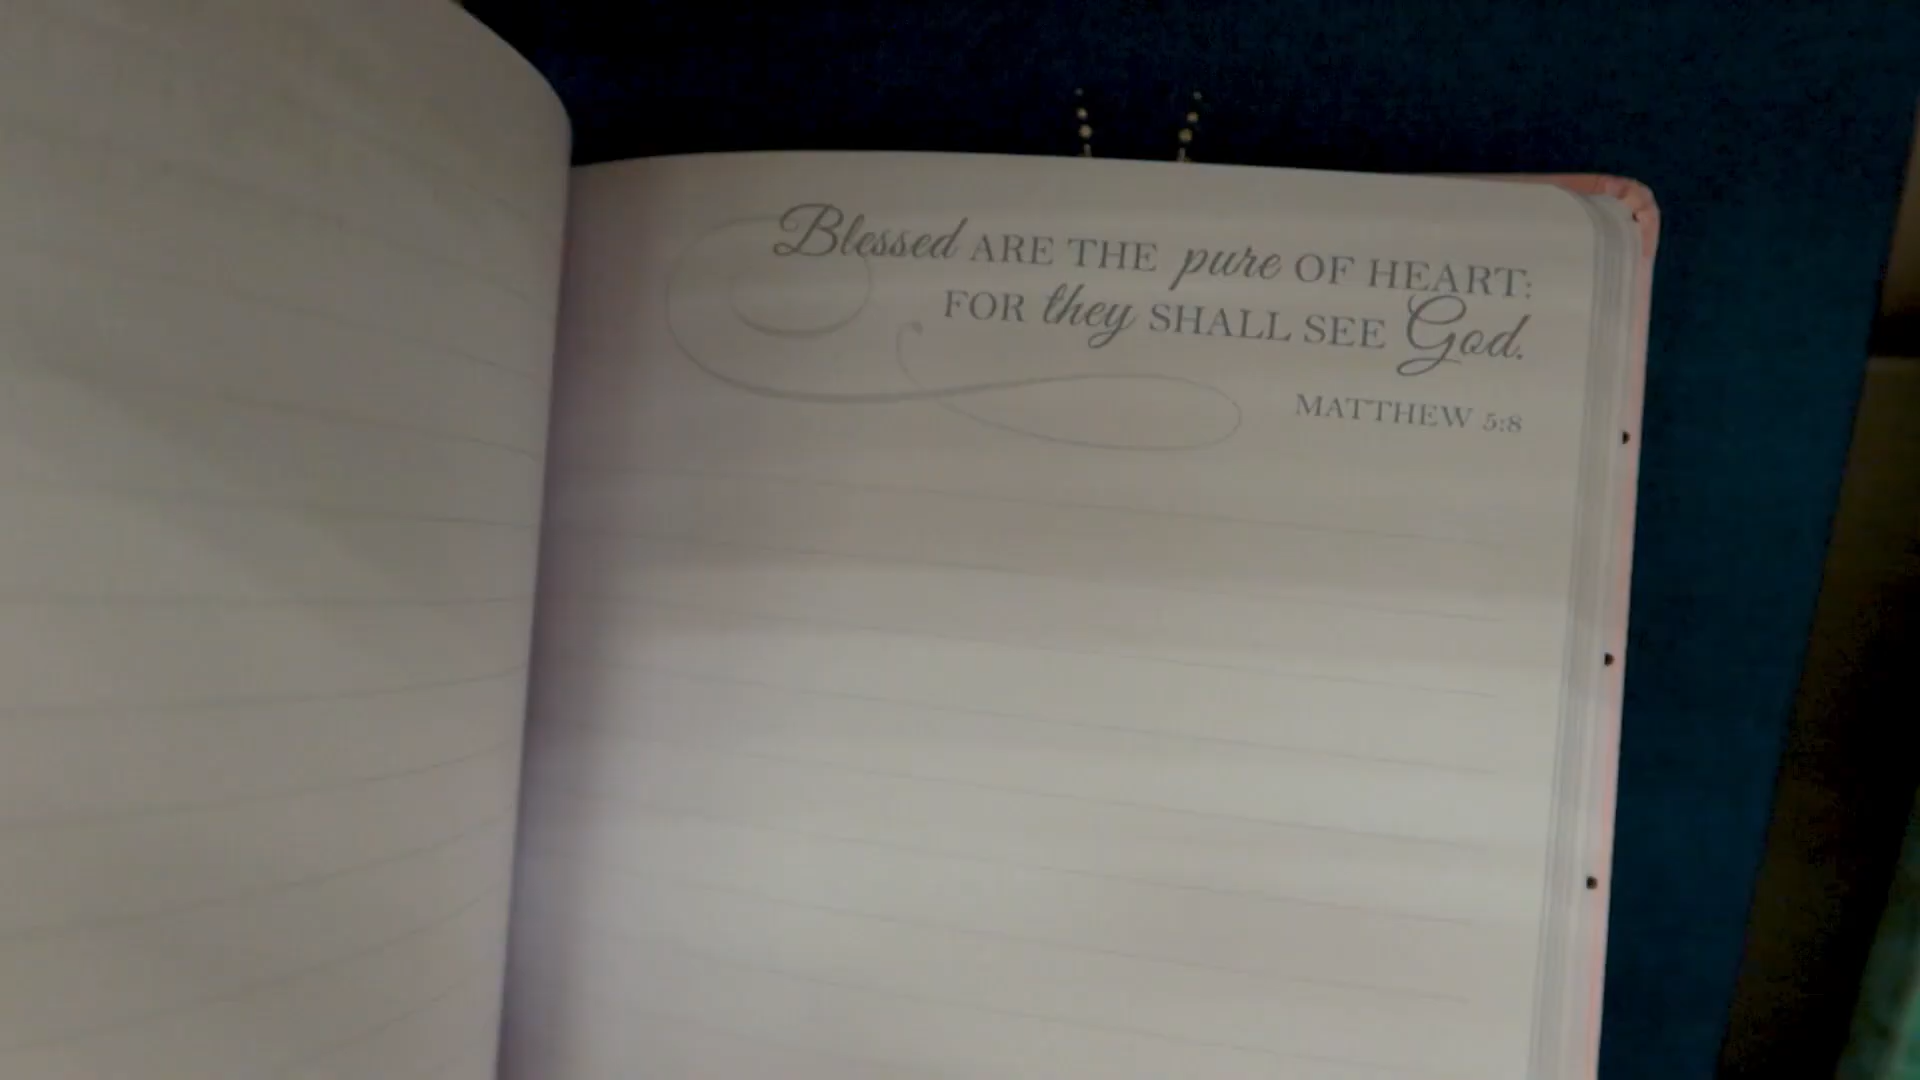 Blessed ARE THE pure OF HEART:
FOR they SHALL SEE God.
MATTHEW 5:8